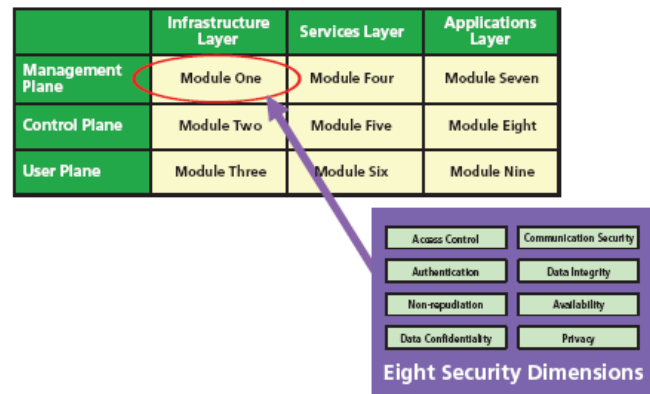 Infrastructure Layer
Services Layer
Applications Layer
Management Plane
Module One
Module Four
Module Seven
Control Plane
Module Two
Module Five
Module Eight
User Plane
Module Three
Module Six
Module Nine
Access Control
Communication Security
Authentication
Data Integrity
Non-repudiation
Availability
Data Confidentiality
Privacy
Eight Security Dimensions